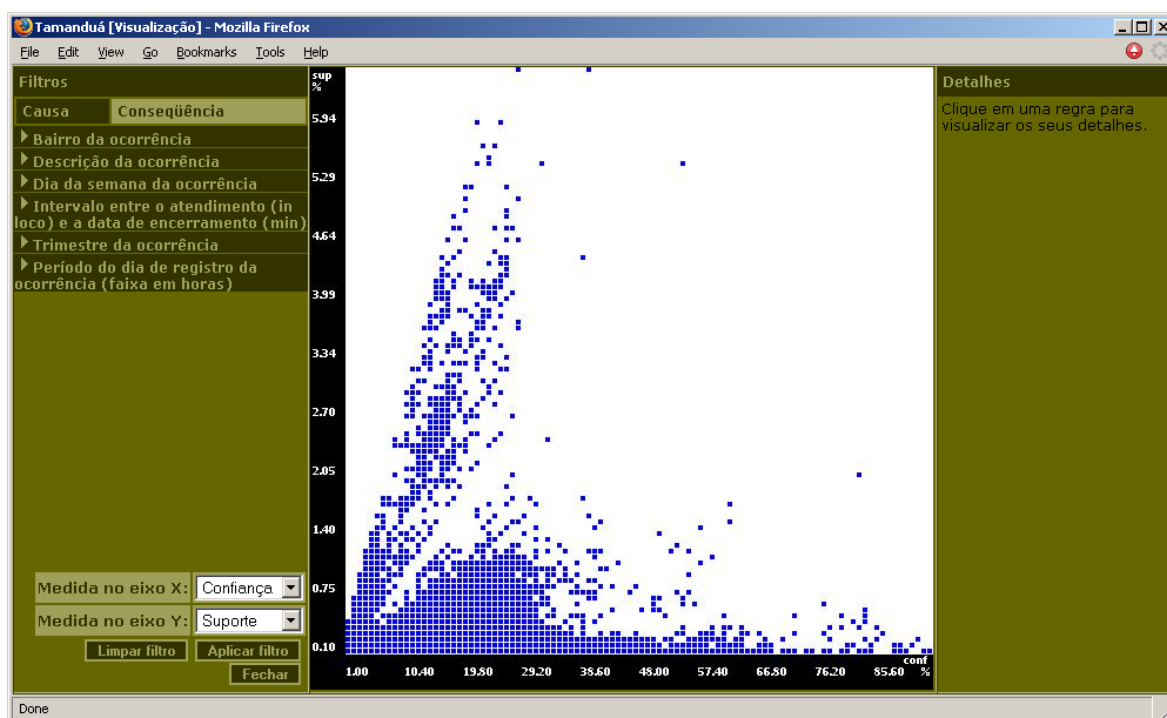 Tamanduá [Visualização] - Mozilla Firefox
File Edit View Go Bookmarks Tools Help
Filtros
Causa Conseqüência
Bairro da ocorrência
Descrição da ocorrência
Dia da semana da ocorrência
Intervalo entre o atendimento (in
loco) e a data de encerramento (min)
Trimestre da ocorrência
Período do dia de registro da
ocorrência (faixa em horas)
Medida no eixo X: Confiança
Medida no eixo Y: Suporte
Limpar filtro Aplicar filtro
Fechar
sup
%
5.94
5.29
4.64
3.99
3.34
2.70
2.05
1.40
0.75
0.10
conf
1.00 10.40 19.80 29.20 38.60 48.00 57.40 66.80 76.20 85.60 %
Detalhes
Clique em uma regra para
visualizar os seus detalhes.
Done